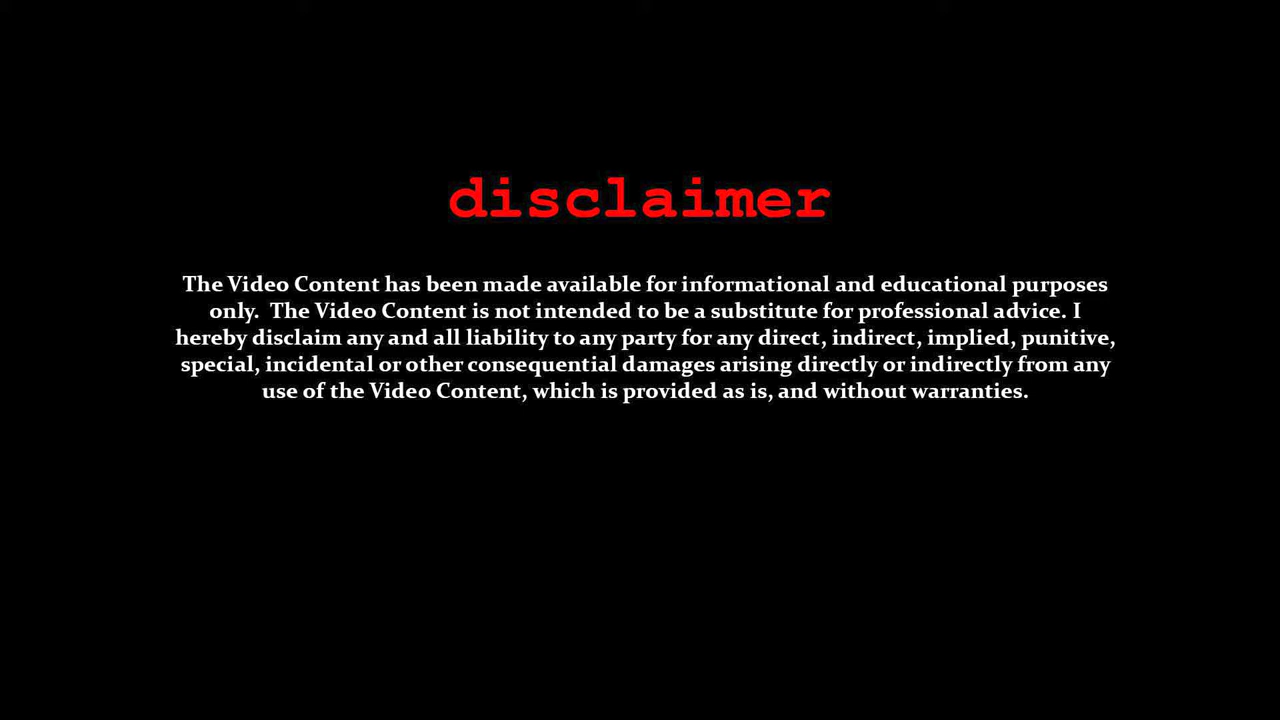 disclaimer
The Video Content has been made available for informational and educational purposes
only.  The Video Content is not intended to be a substitute for professional advice. I
hereby disclaim any and all liability to any party for any direct, indirect, implied, punitive,
special, incidental or other consequential damages arising directly or indirectly from any
use of the Video Content, which is provided as is, and without warranties.